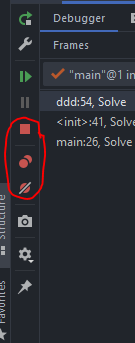 Debugger
Frames
"main"@1 in
ddd:54, Solve
<init>:41, Solve
main:26, Solve
Structure
Favorites